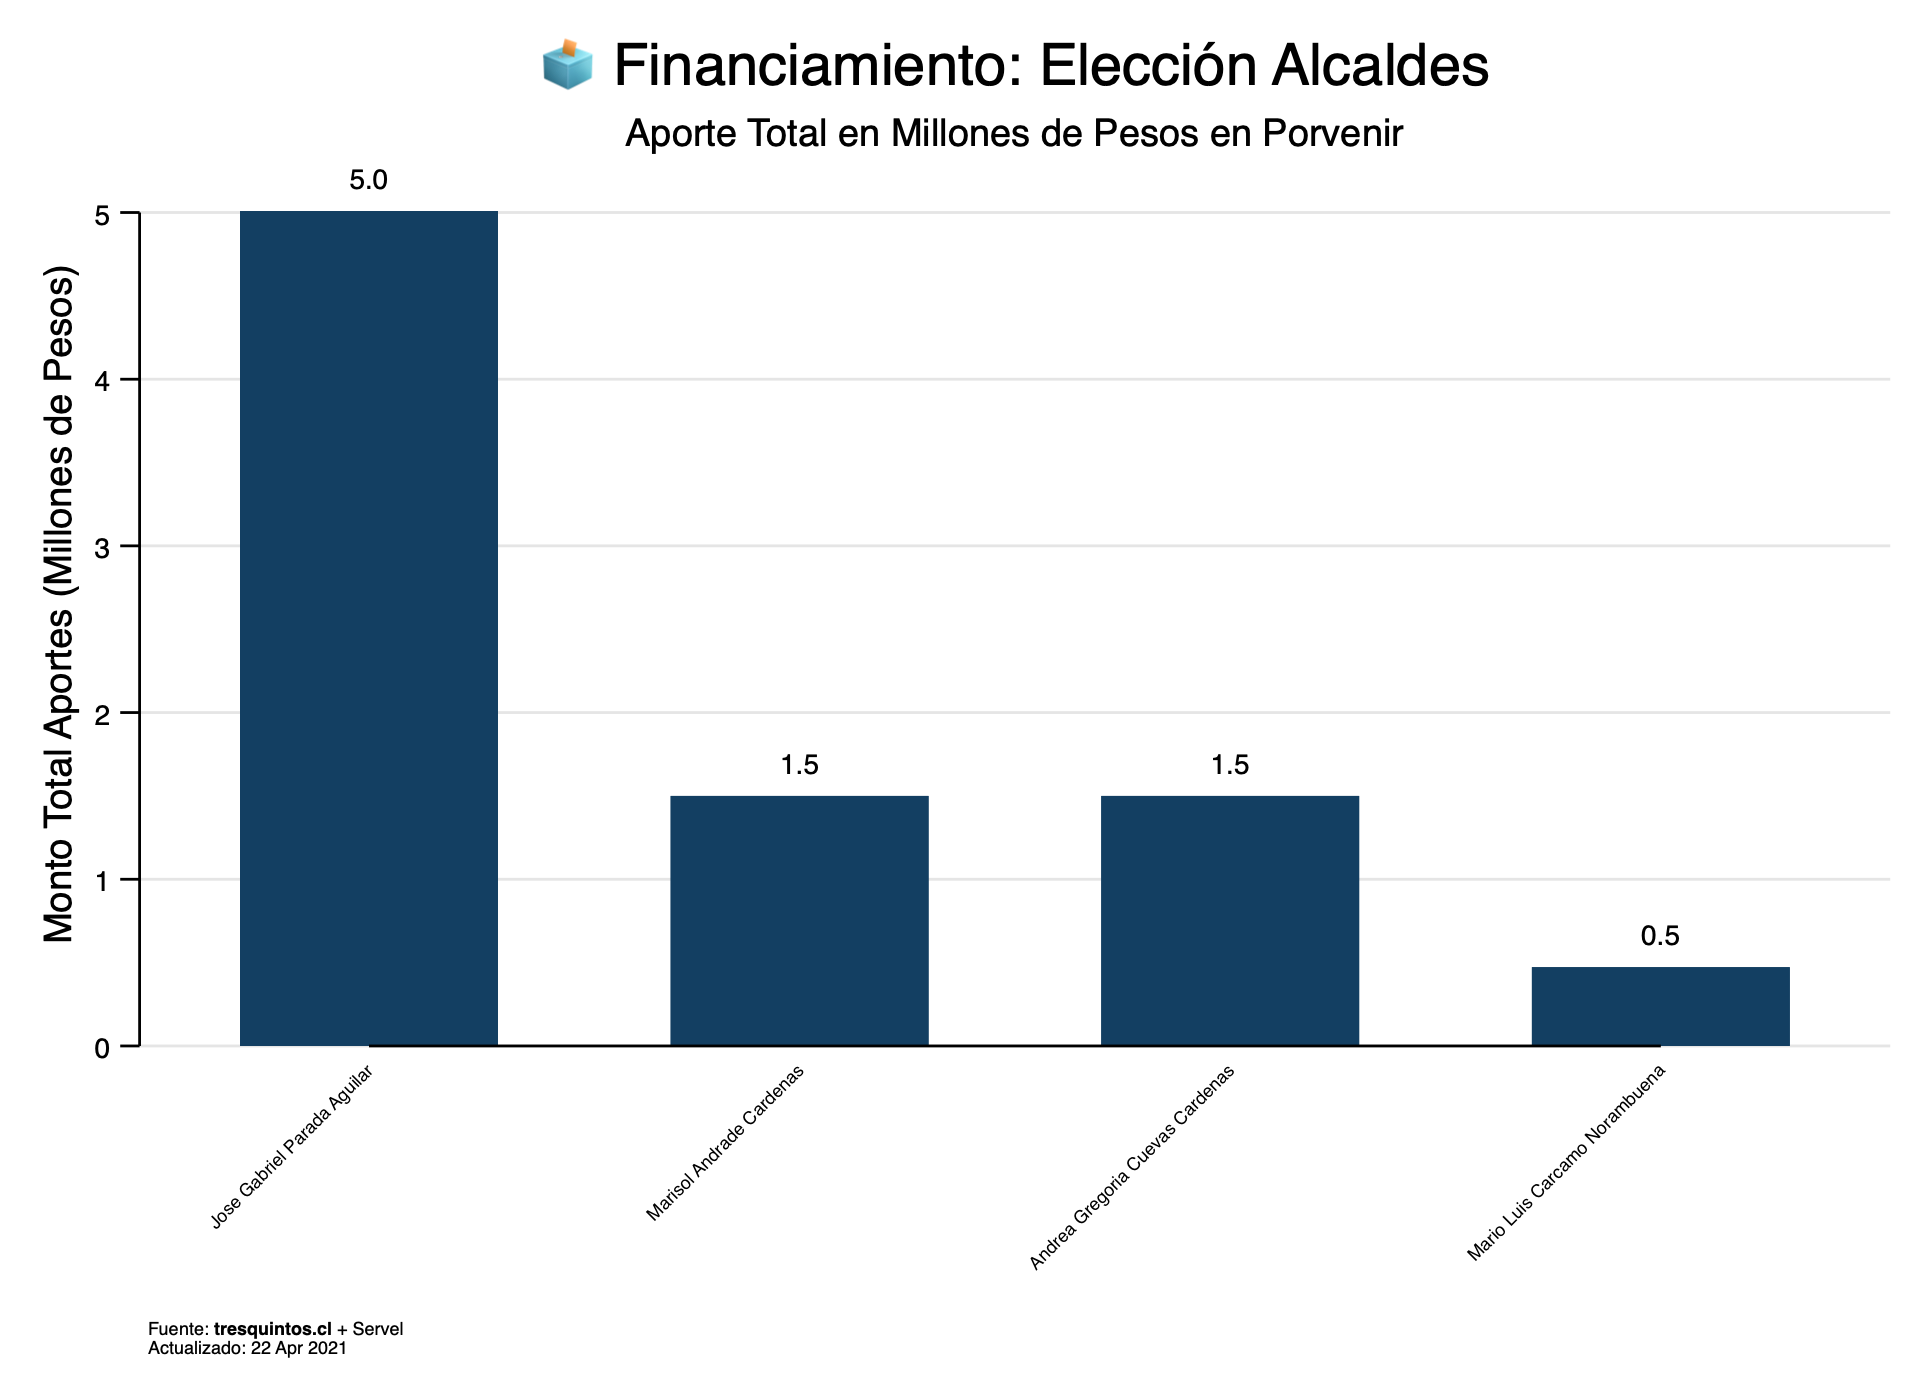 Financiamiento: Elección Alcaldes
Aporte Total en Millones de Pesos en Porvenir
Monto Total Aportes (Millones de Pesos)
5
4
3
2
1
0
5.0
1.5
1.5
0.5
Jose Gabriel Parada Aguilar
Marisol Andrade Cardenas
Andrea Gregoria Cuevas Cardenas
Mario Luis Carcamo Norambuena
Fuente: tresquintos.cl + Servel
Actualizado: 22 Apr 2021